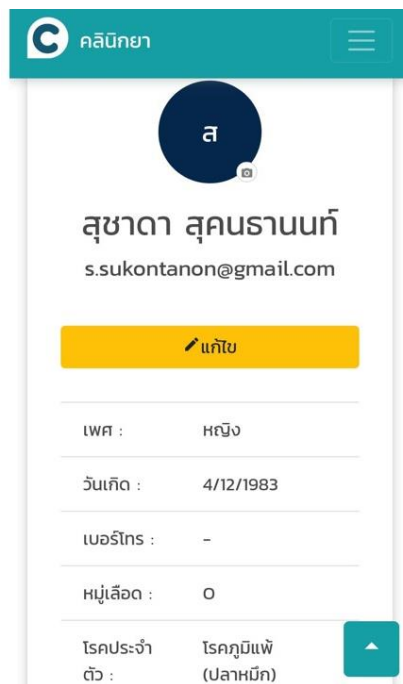 C คลินิกยา
ส
สุชาดา สุคนธานนท์
s.sukontanon@gmail.com
แก้ไข
เพศ : หญิง
วันเกิด : 4/12/1983
เบอร์โทร : -
หมู่เลือด : O
โรคประจำ โรคภูมิแพ้
ตัว : (ปลาหมึก)